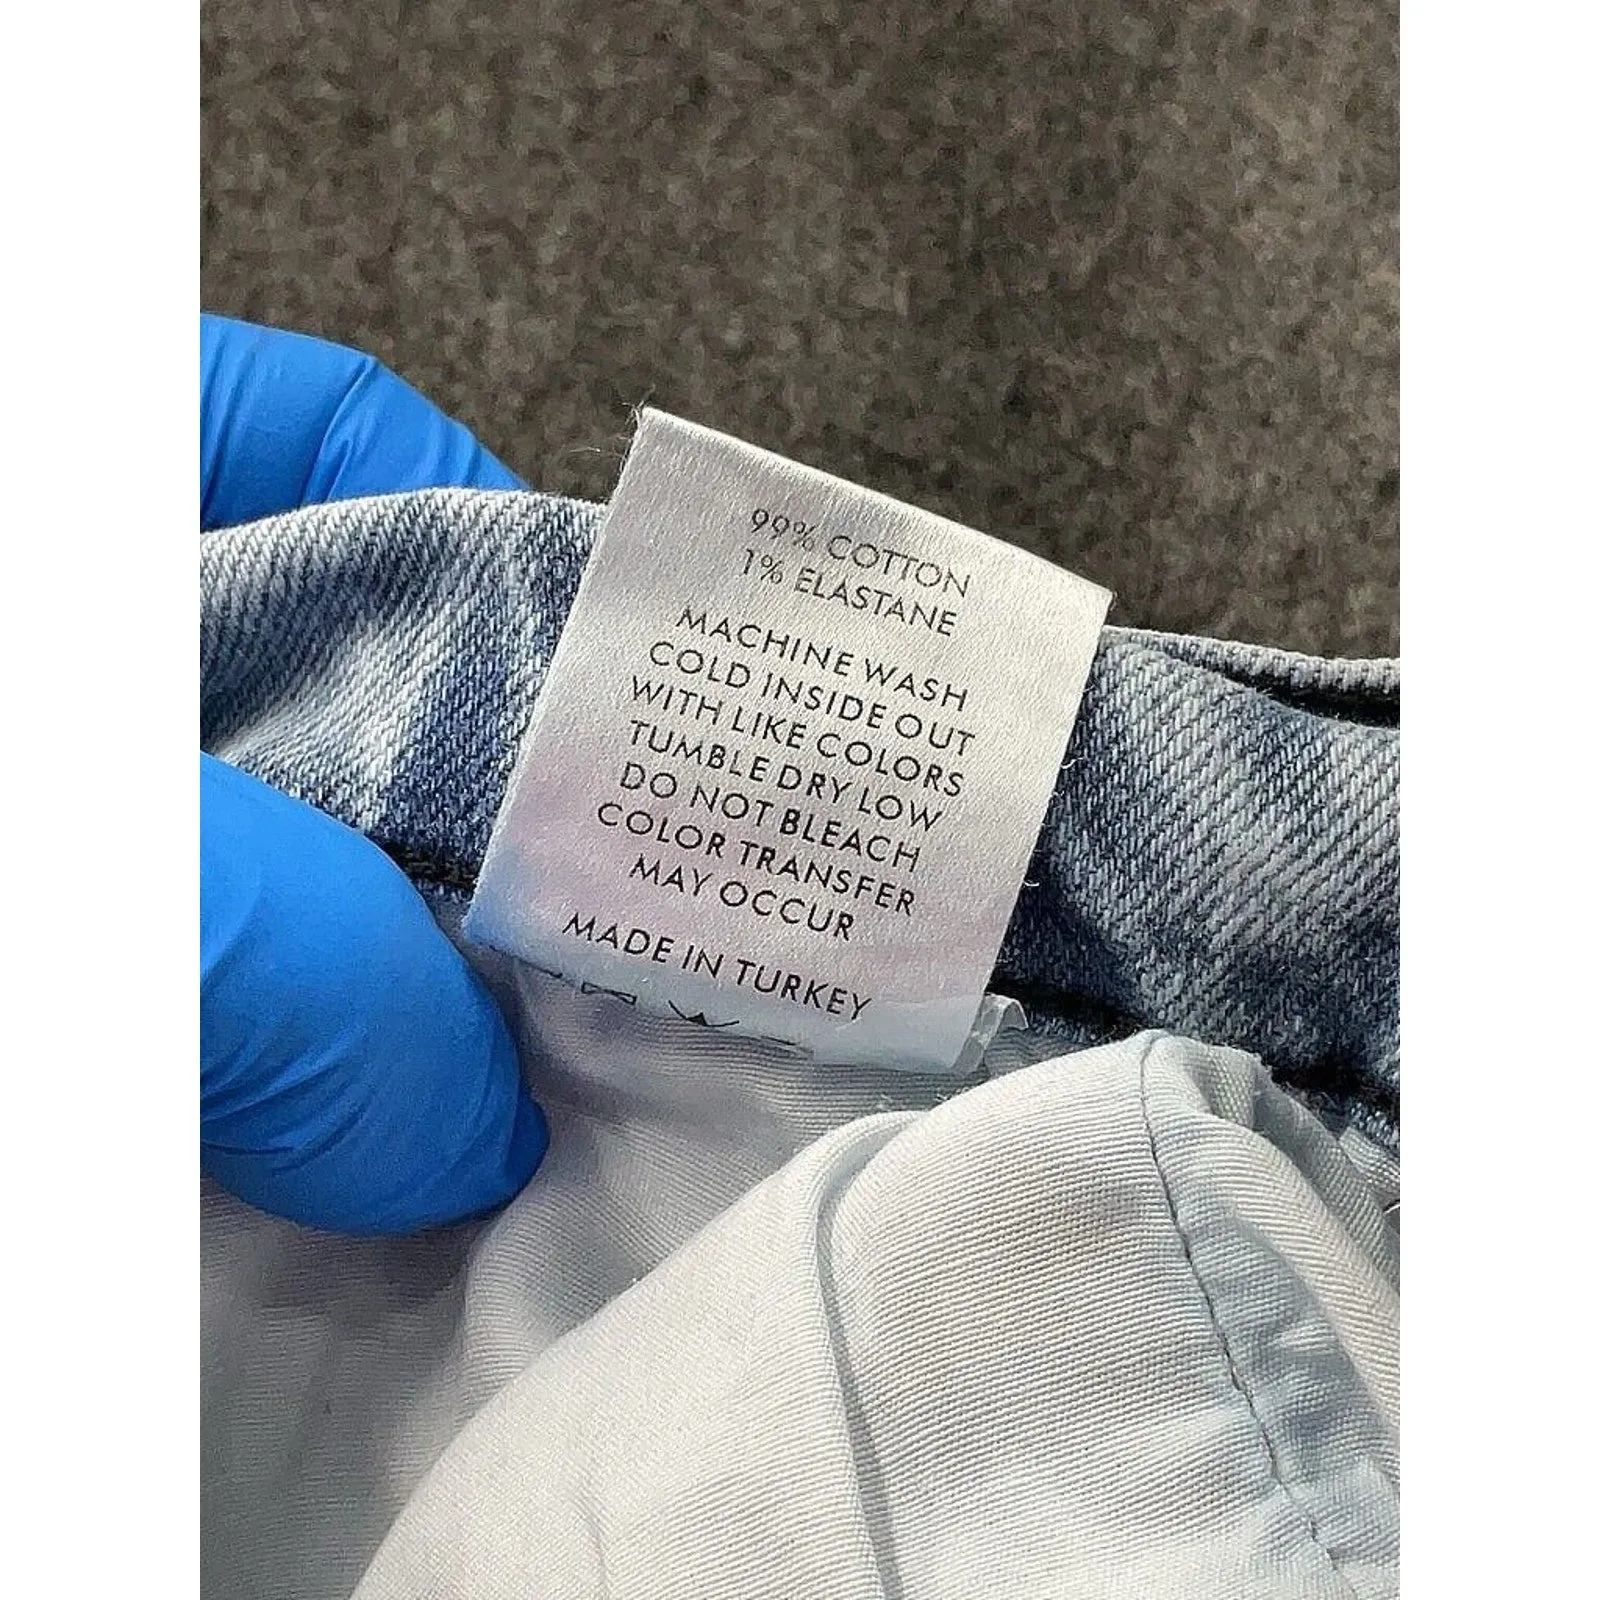 99% COTTON
1% ELASTANE
MACHINE WASH
COLD INSIDE OUT
WITH LIKE COLORS
TUMBLE DRY LOW
DO NOT BLEACH
COLOR TRANSFER
MAY OCCUR
MADE IN TURKEY